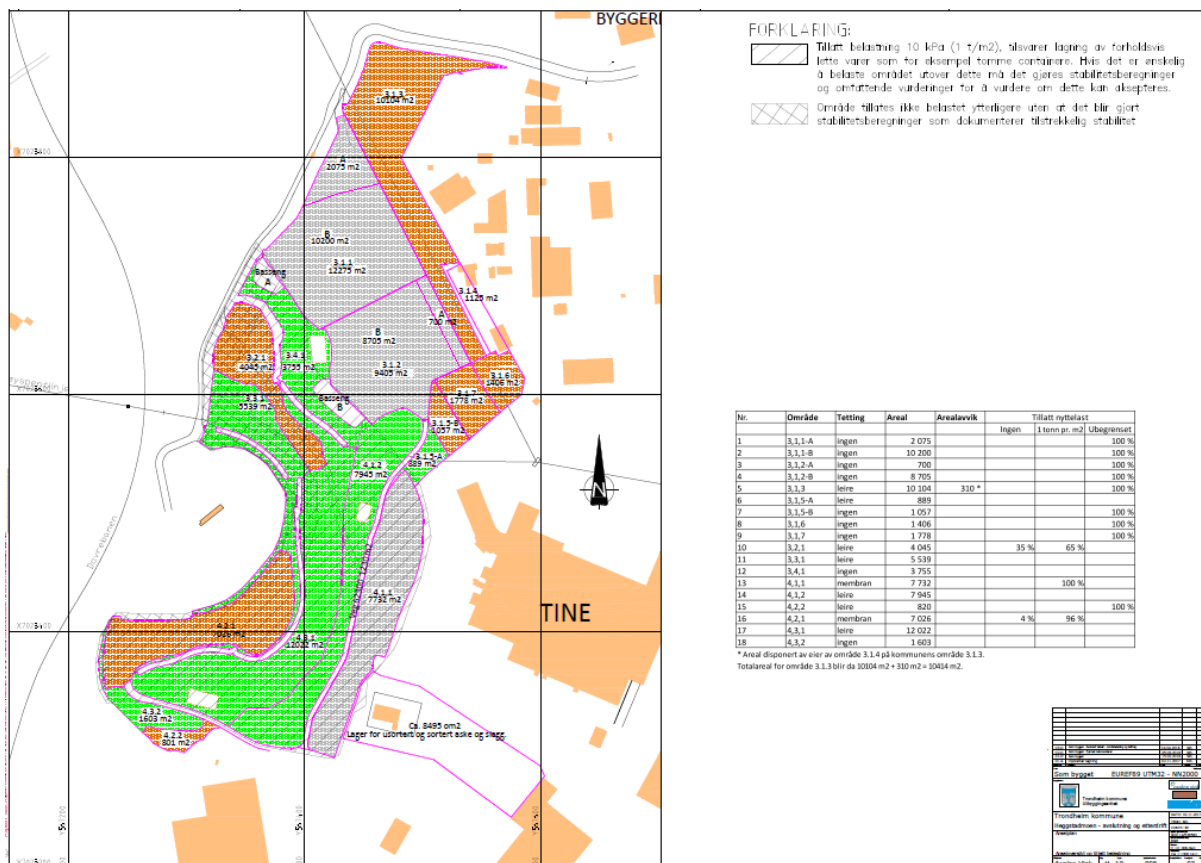 BYGGERI
FORKLARING:
Tillatt belastning 10 kPa (1 t/m2), tilsvarer lagring av forholdsvis
lette varer som for eksempel tomme containere. Hvis det er ønskelig
å belaste området utover dette må det gjøres stabilitetsberegninger
og omfattende vurderinger for å vurdere om dette kan aksepteres.
Område tillates ikke belastet ytterligere uten at det blir gjort
stabilitetsberegninger som dokumenterer tilstrekkelig stabilitet
3.1.3
10104 m2
A
2075 m2
B
10200 m2
3.1.1
12275 m2
Basseng
A
3.1.4
1125 m2
A
700 m2
B
8705 m2
3.1.2
9405 m2
3.2.1
4045 m2
3.4.1
3755 m2
3.1.6
1406 m2
3.1.7
1778 m2
3.3.1
5539 m2
Basseng
B
3.1.5-B
1057 m2
3.1.5-A
889 m2
4.1.2
7945 m2
Dovrebanen
4.1.1
7732 m2
TINE
4.2.1
7026 m2
4.3.1
12022 m2
4.3.2
1603 m2
4.2.2
801 m2
Ca. 8495 om2
Lager for usortert og sortert aske og slagg.
N
Nr. Område Tetting Areal Arealavvik Tillatt nyttelast
Ingen 1 tonn pr. m2 Ubegrenset
1 3,1,1-A ingen 2 075 100 %
2 3,1,1-B ingen 10 200 100 %
3 3,1,2-A ingen 700 100 %
4 3,1,2-B ingen 8 705 100 %
5 3,1,3 leire 10 104 310 * 100 %
6 3,1,5-A leire 889
7 3,1,5-B ingen 1 057 100 %
8 3,1,6 ingen 1 406 100 %
9 3,1,7 ingen 1 778 100 %
10 3,2,1 leire 4 045 35 % 65 %
11 3,3,1 leire 5 539
12 3,4,1 ingen 3 755
13 4,1,1 membran 7 732 100 %
14 4,1,2 leire 7 945
15 4,2,2 leire 820 100 %
16 4,2,1 membran 7 026 4 % 96 %
17 4,3,1 leire 12 022
18 4,3,2 ingen 1 603
* Areal disponert av eier av område 3.1.4 på kommunens område 3.1.3.
Totalareal for område 3.1.3 blir da 10104 m2 + 310 m2 = 10414 m2.
Som bygget EUREF89 UTM32 - NN2000
Trondheim kommune
Trondheim kommune
Heggstadmoen - avslutning og etterdrift